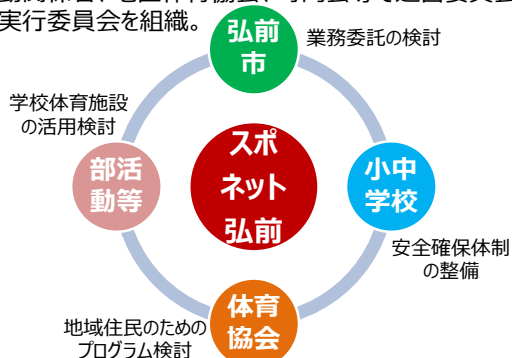 実行委員会を組織。
弘前
市
業務委託の検討
学校体育施設
の活用検討
部活
動等
スポ
ネット
弘前
小中
学校
安全確保体制
の整備
体育
協会
地域住民のための
プログラム検討